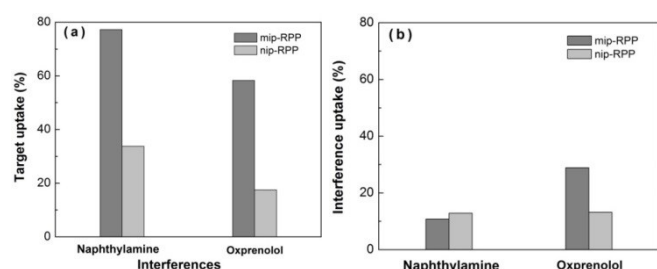 (a)
mip-RPP
nip-RPP
80
60
40
20
0
Target uptake (%)
Naphthylamine Oxprenolol
Interferences
(b)
mip-RPP
nip-RPP
80
60
40
20
0
Interference uptake (%)
Naphthylamine Oxprenolol